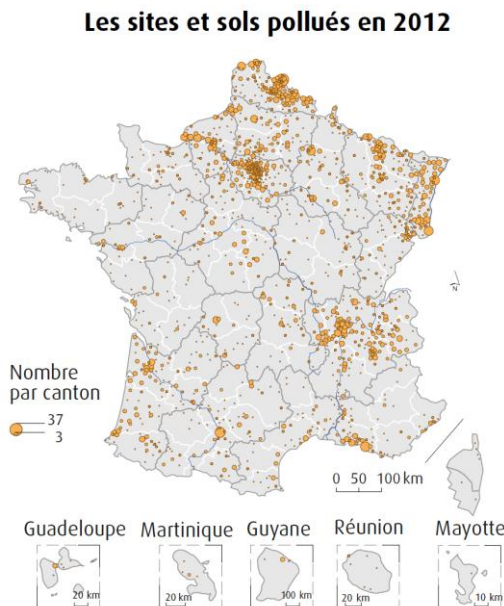 Les sites et sols pollués en 2012
N
Nombre
par canton
37
3
0 50 100 km
Guadeloupe Martinique Guyane Réunion Mayotte
20 km 20 km 100 km 20 km 10 km